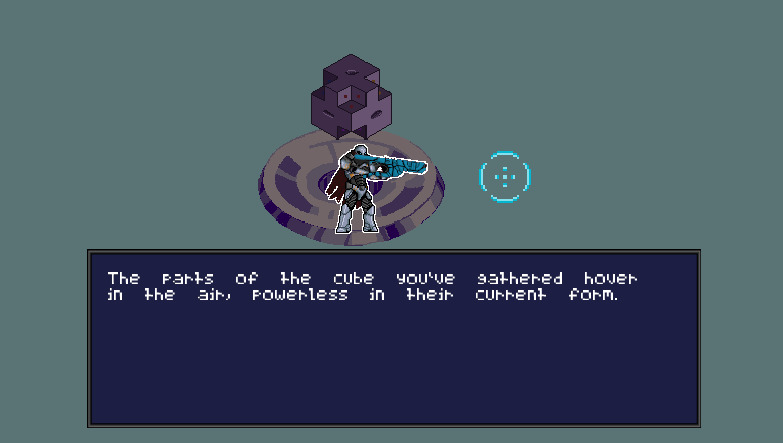 The parts of the cube you've gathered hover
in the air, powerless in their current form.